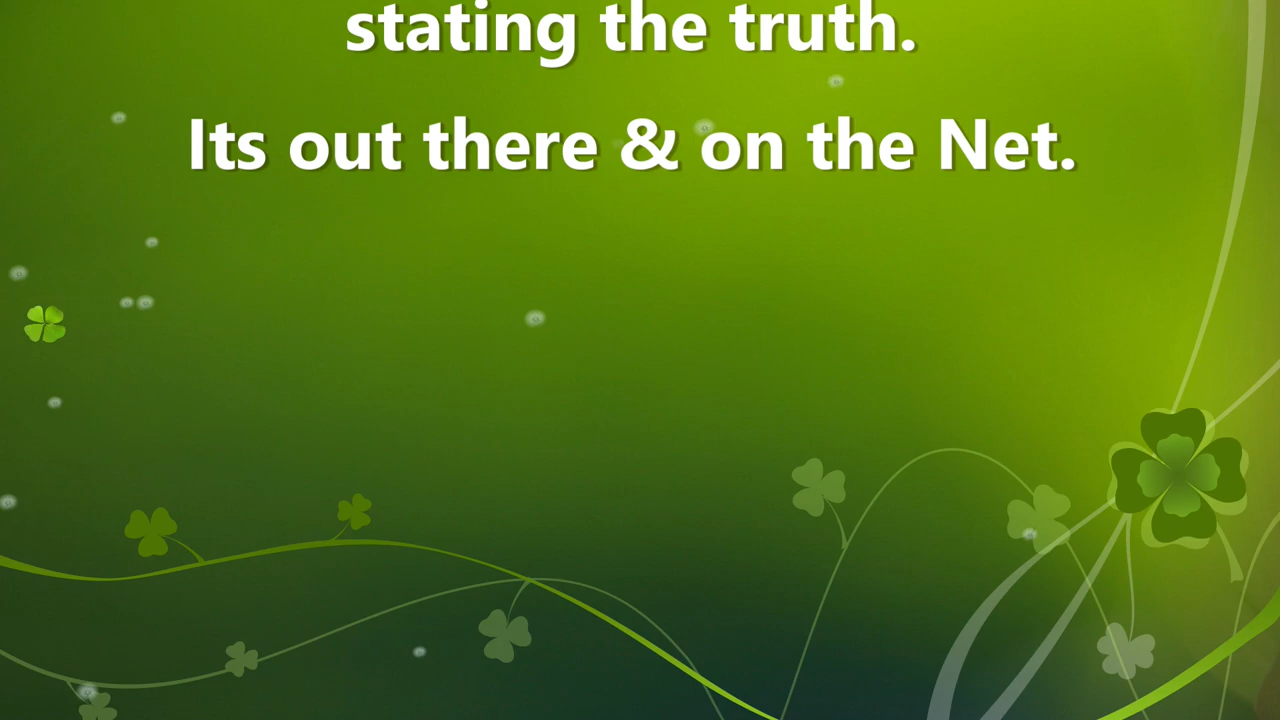 stating the truth.
Its out there & on the Net.